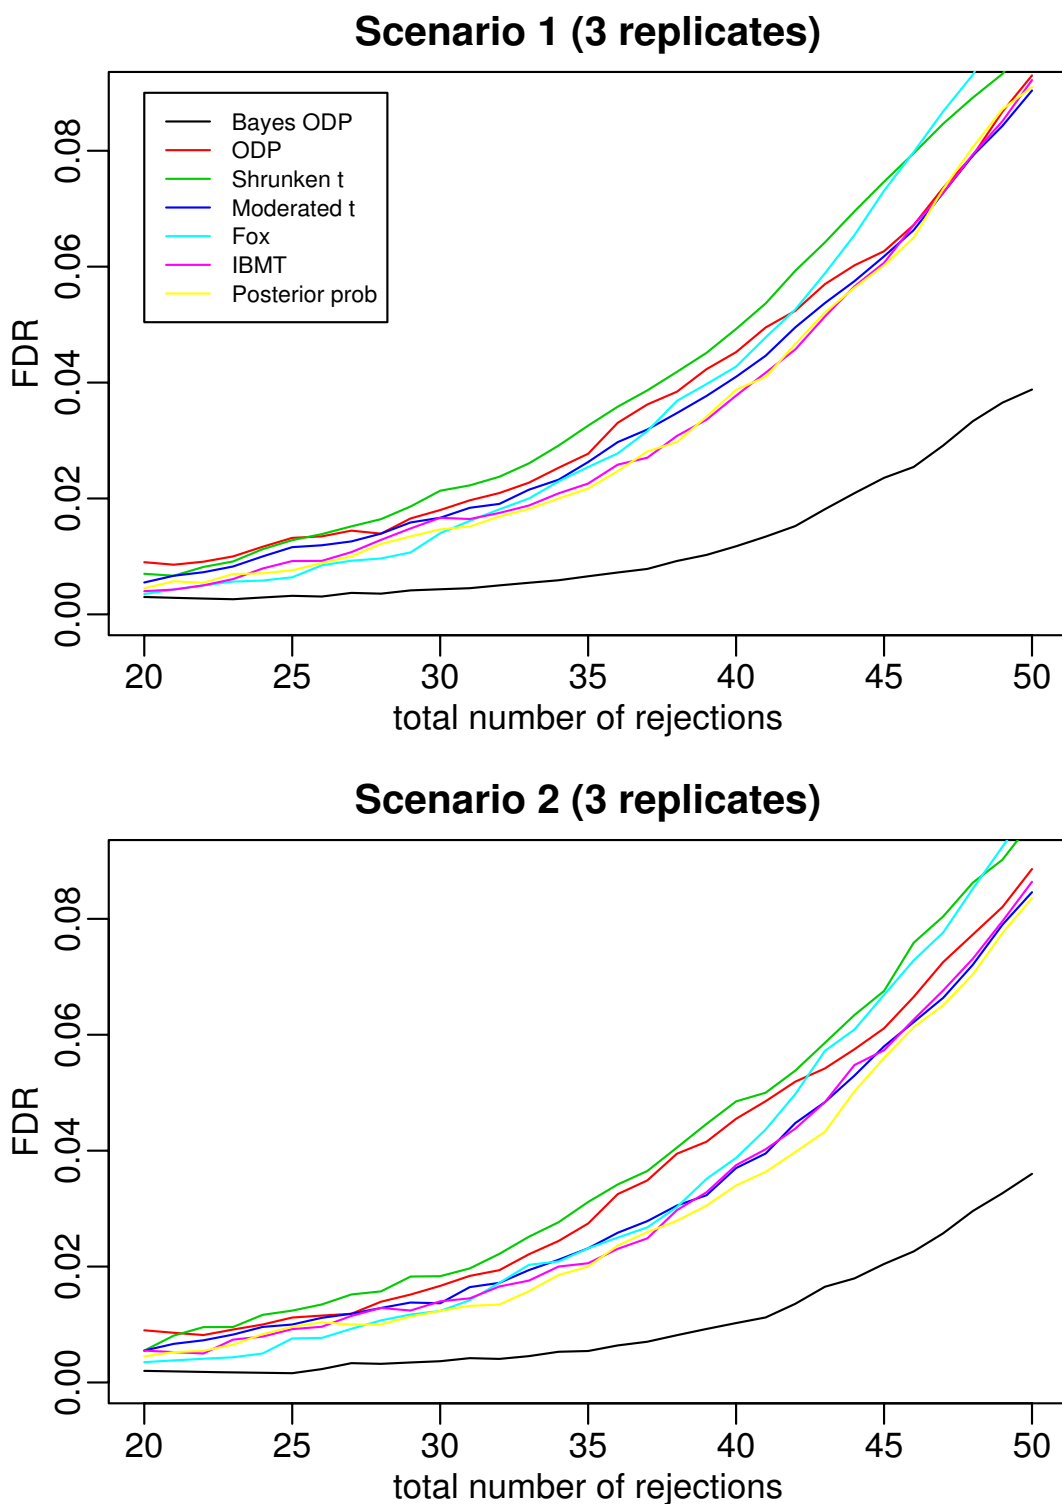 Scenario 1 (3 replicates)
Bayes ODP
ODP
Shrunken t
Moderated t
Fox
IBMT
Posterior prob
FDR
0.08
0.06
0.04
0.02
0.00
20 25 30 35 40 45 50
total number of rejections
Scenario 2 (3 replicates)
FDR
0.08
0.06
0.04
0.02
0.00
20 25 30 35 40 45 50
total number of rejections